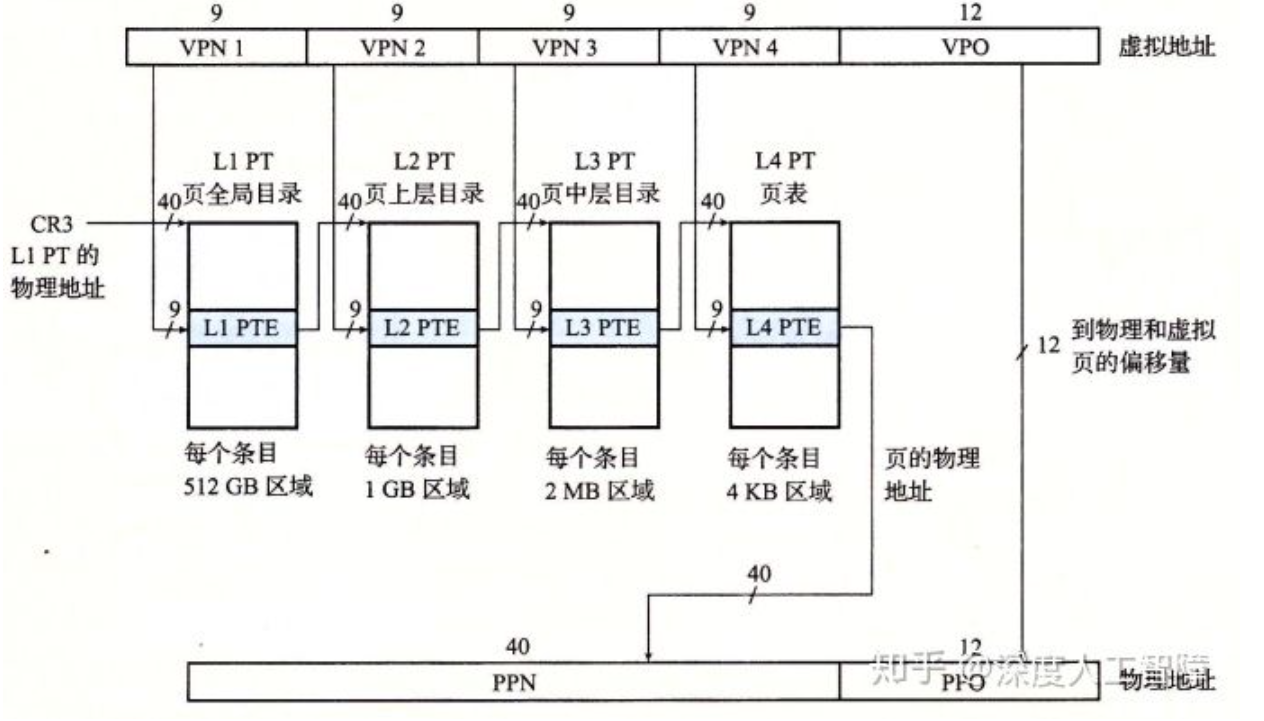 9 9 9 9 12
VPN 1 VPN 2 VPN 3 VPN 4 VPO 虚拟地址
L1 PT L2 PT L3 PT L4 PT
页全局目录 页上层目录 页中层目录 页表
40 40 40 40
CR3
L1 PT 的
物理地址
9 9 9 9
L1 PTE L2 PTE L3 PTE L4 PTE
12 到物理和虚拟
页的偏移量
每个条目 每个条目 每个条目 每个条目 页的物理
512 GB 区域 1 GB 区域 2 MB 区域 4 KB 区域 地址
40
40 12
PPN PPO 物理地址
知乎 @深度人工智障